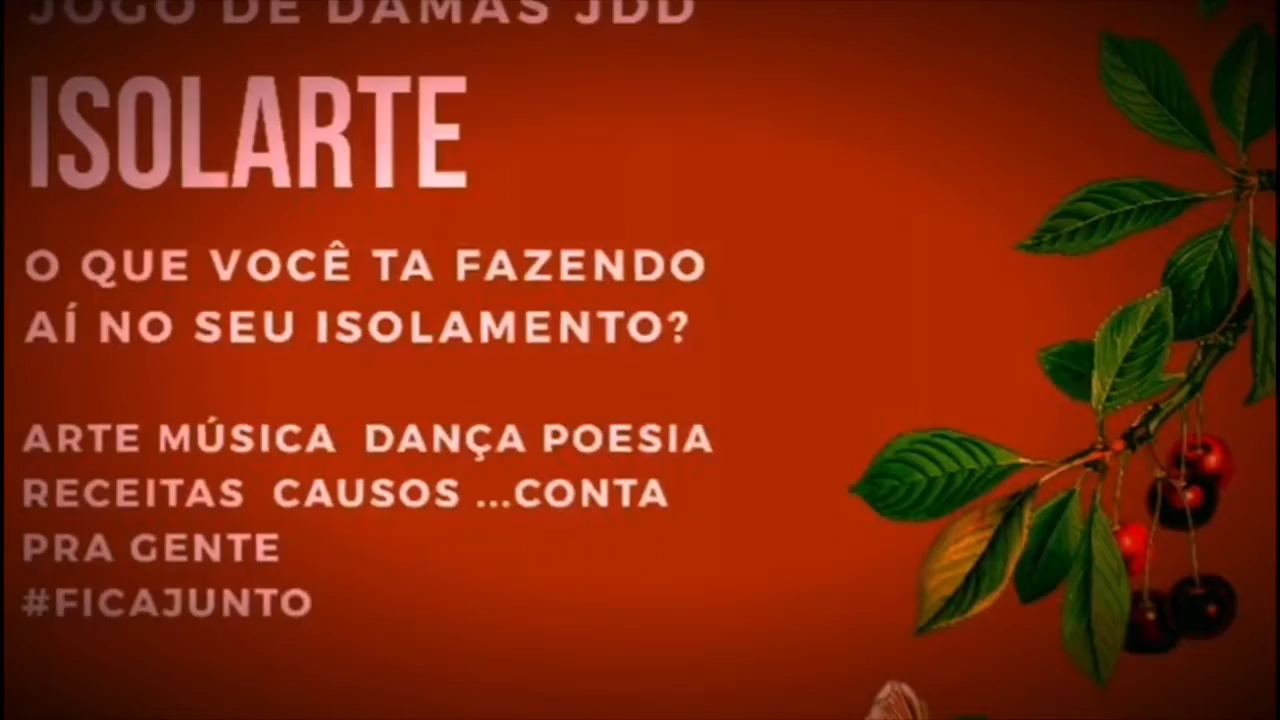 JOGO DE DAMAS JDD
ISOLARTE
O QUE VOCÊ TA FAZENDO
AÍ NO SEU ISOLAMENTO?
ARTE MÚSICA DANÇA POESIA
RECEITAS CAUSOS ...CONTA
PRA GENTE
#FICAJUNTO